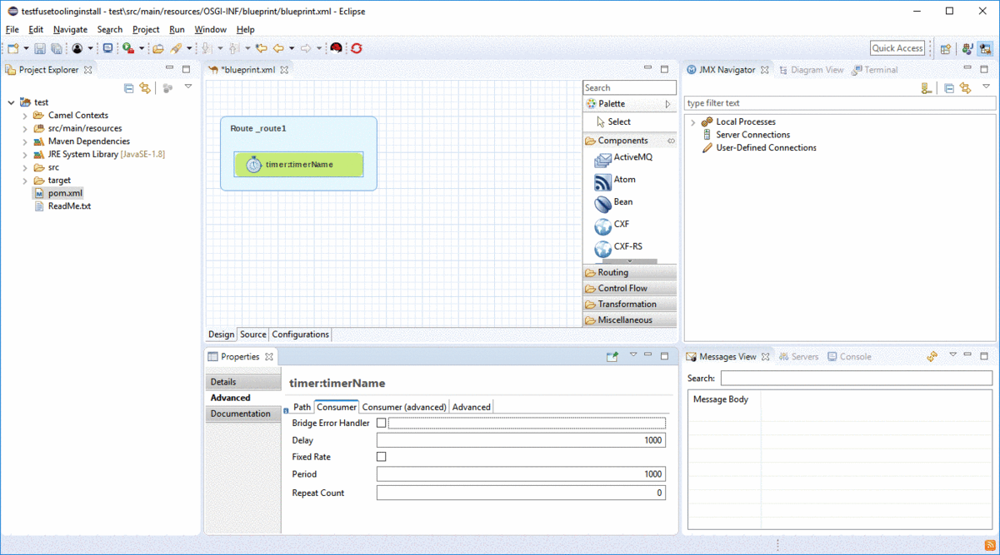 testfusetoolinginstall - test\src/main/resources/OSGI-INF/blueprint/blueprint.xml - Eclipse
File Edit Navigate Search Project Run Window Help
Quick Access
Project Explorer
test
Camel Contexts
src/main/resources
Maven Dependencies
JRE System Library [JavaSE-1.8]
src
target
pom.xml
ReadMe.txt
*blueprint.xml
Route _route1
timer:timerName
Search
Palette
Select
Components
ActiveMQ
Atom
Bean
CXF
CXF-RS
Routing
Control Flow
Transformation
Miscellaneous
Design Source Configurations
JMX Navigator Diagram View Terminal
type filter text
Local Processes
Server Connections
User-Defined Connections
Properties
Details
Advanced
Documentation
timer:timerName
Path Consumer Consumer (advanced) Advanced
Bridge Error Handler
Delay 1000
Fixed Rate
Period 1000
Repeat Count 0
Messages View Servers Console
Search:
Message Body